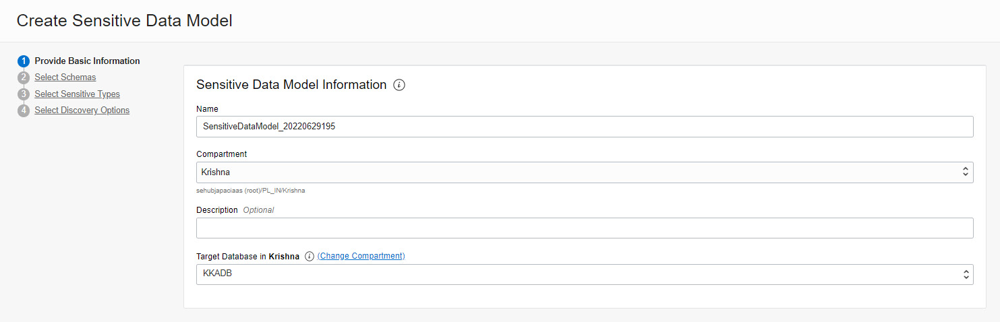 Create Sensitive Data Model
1 Provide Basic Information
2 Select Schemas
3 Select Sensitive Types
4 Select Discovery Options
Sensitive Data Model Information i
Name
SensitiveDataModel_20220629195
Compartment
Krishna
sehubjapaciaas (root)/PL_IN/Krishna
Description Optional
Target Database in Krishna i (Change Compartment)
KKADB